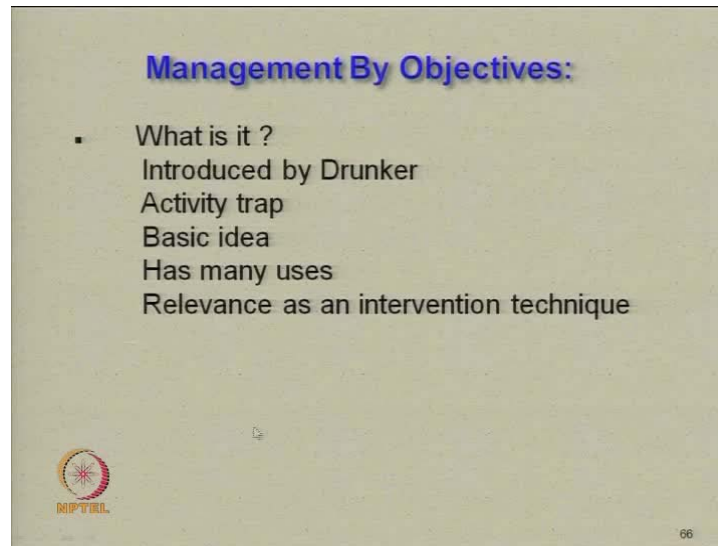 Management By Objectives:
▪ What is it ?
Introduced by Drunker
Activity trap
Basic idea
Has many uses
Relevance as an intervention technique
NPTEL
66